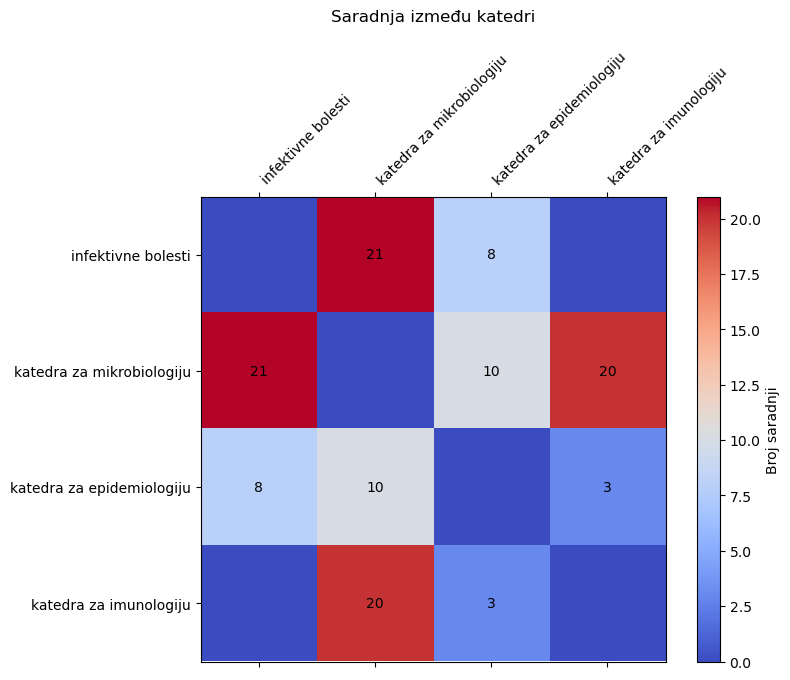 Saradnja između katedri
infektivne bolesti
katedra za mikrobiologiju
katedra za epidemiologiju
katedra za imunologiju
infektivne bolesti
21
8
katedra za mikrobiologiju
21
10
20
katedra za epidemiologiju
8
10
3
katedra za imunologiju
20
3
20.0
17.5
15.0
12.5
10.0
7.5
5.0
2.5
0.0
Broj saradnji